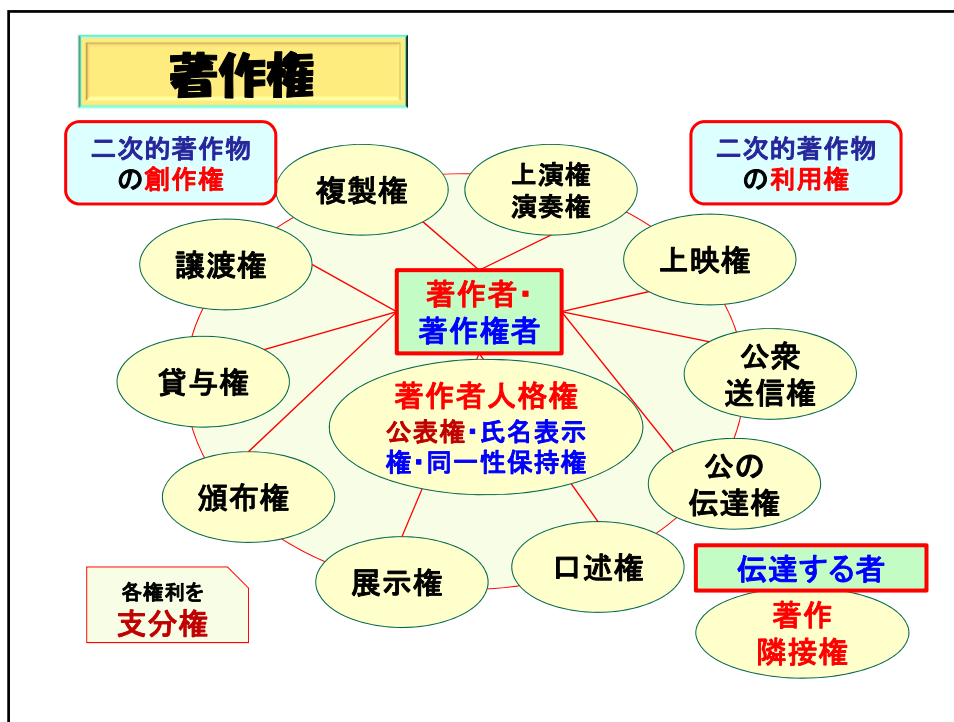 著作権
二次的著作物
の創作権
二次的著作物
の利用権
複製権
上演権
演奏権
譲渡権
上映権
著作者・
著作権者
貸与権
公衆
送信権
著作者人格権
公表権・氏名表示
権・同一性保持権
頒布権
公の
伝達権
展示権
口述権
各権利を
支分権
伝達する者
著作
隣接権